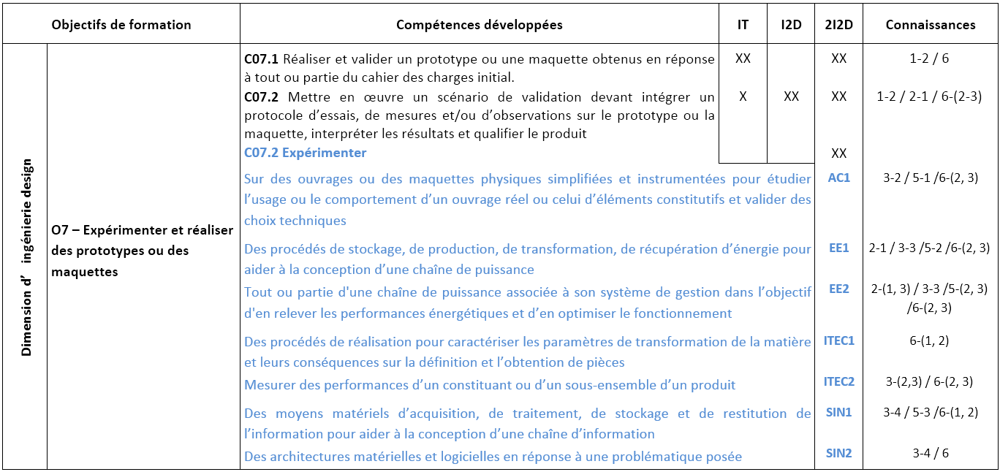 Objectifs de formation Compétences développées IT I2D 2I2D Connaissances
Dimension d’ ingénierie design
O7 – Expérimenter et réaliser
des prototypes ou des
maquettes
CO7.1 Réaliser et valider un prototype ou une maquette obtenus en réponse XX XX 1-2 / 6
à tout ou partie du cahier des charges initial.
CO7.2 Mettre en œuvre un scénario de validation devant intégrer un X XX XX 1-2 / 2-1 / 6-(2-3)
protocole d’essais, de mesures et/ou d’observations sur le prototype ou la
maquette, interpréter les résultats et qualifier le produit
CO7.2 Expérimenter XX
Sur des ouvrages ou des maquettes physiques simplifiées et instrumentées pour étudier AC1 3-2 / 5-1 /6-(2, 3)
l’usage ou le comportement d’un ouvrage réel ou celui d’éléments constitutifs et valider des
choix techniques
Des procédés de stockage, de production, de transformation, de récupération d’énergie pour EE1 2-1 / 3-3 /5-2 /6-(2, 3)
aider à la conception d’une chaîne de puissance
Tout ou partie d'une chaîne de puissance associée à son système de gestion dans l’objectif EE2 2-(1, 3) / 3-3 /5-(2, 3)
d'en relever les performances énergétiques et d’en optimiser le fonctionnement /6-(2, 3)
Des procédés de réalisation pour caractériser les paramètres de transformation de la matière ITEC1 6-(1, 2)
et leurs conséquences sur la définition et l’obtention de pièces
Mesurer des performances d’un constituant ou d’un sous-ensemble d’un produit ITEC2 3-(2,3) / 6-(2, 3)
Des moyens matériels d’acquisition, de traitement, de stockage et de restitution de SIN1 3-4 / 5-3 /6-(1, 2)
l’information pour aider à la conception d’une chaîne d’information
Des architectures matérielles et logicielles en réponse à une problématique posée SIN2 3-4 / 6